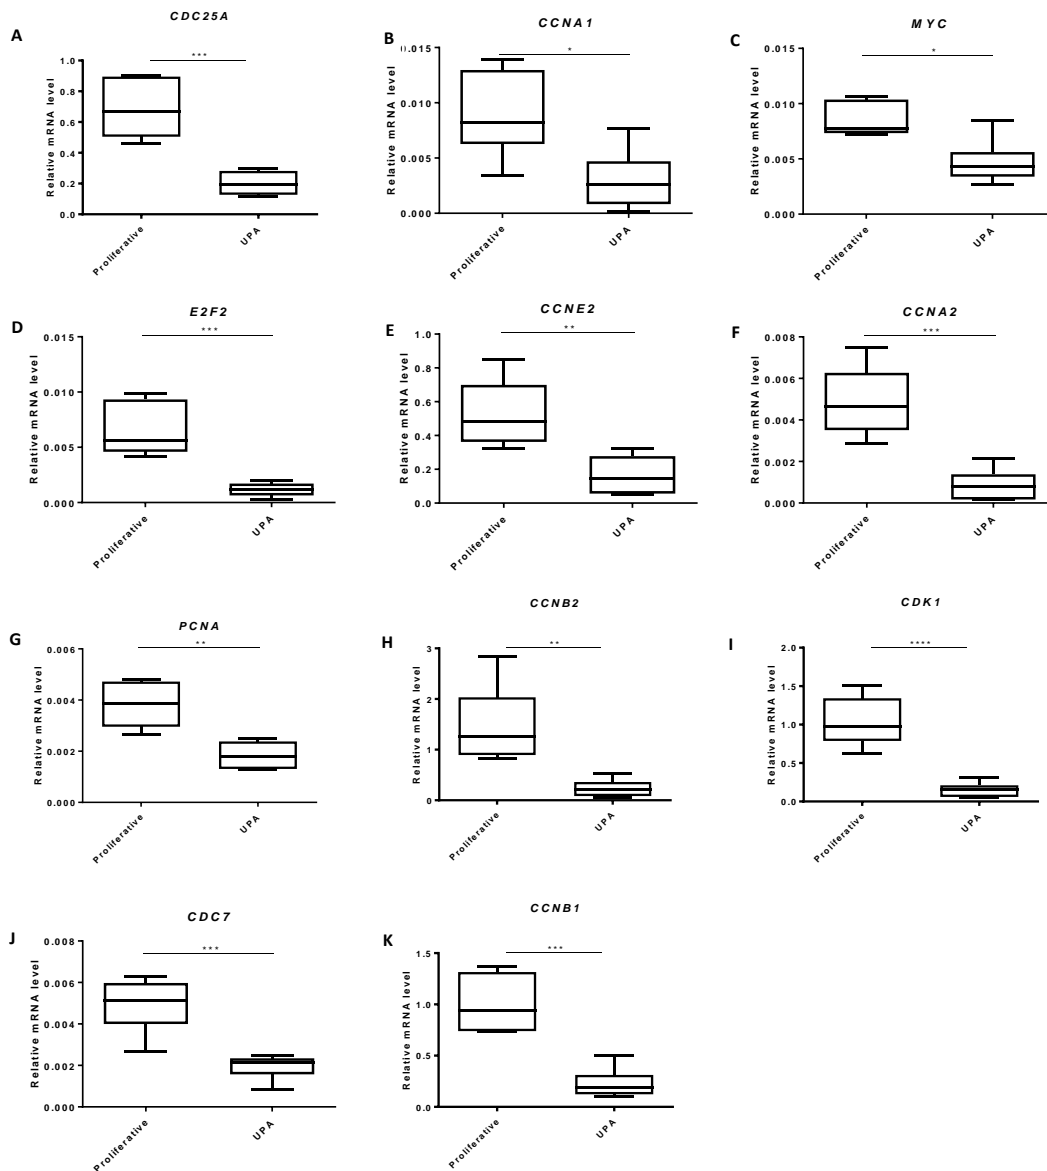 A
CDC25A
***
Relative mRNA level
1.0
0.8
0.6
0.4
0.2
0.0
Proliferative
UPA
B
CCNA1
*
Relative mRNA level
0.015
0.010
0.005
0.000
Proliferative
UPA
C
MYC
*
Relative mRNA level
0.015
0.010
0.005
0.000
Proliferative
UPA
D
E2F2
***
Relative mRNA level
0.015
0.010
0.005
0.000
Proliferative
UPA
E
CCNE2
**
Relative mRNA level
1.0
0.8
0.6
0.4
0.2
0.0
Proliferative
UPA
F
CCNA2
***
Relative mRNA level
0.008
0.006
0.004
0.002
0.000
Proliferative
UPA
G
PCNA
**
Relative mRNA level
0.006
0.004
0.002
0.000
Proliferative
UPA
H
CCNB2
**
Relative mRNA level
3
2
1
0
Proliferative
UPA
I
CDK1
****
Relative mRNA level
2.0
1.5
1.0
0.5
0.0
Proliferative
UPA
J
CDC7
***
Relative mRNA level
0.008
0.006
0.004
0.002
0.000
Proliferative
UPA
K
CCNB1
***
Relative mRNA level
1.5
1.0
0.5
0.0
Proliferative
UPA